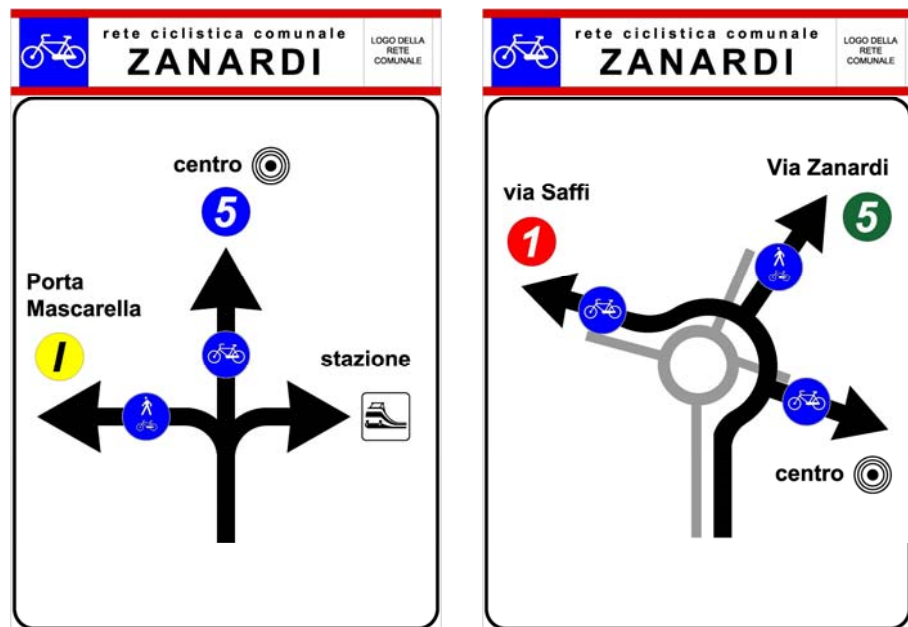 rete ciclistica comunale
ZANARDI
LOGO DELLA
RETE
COMUNALE
centro
5
Porta
Mascarella
I
stazione
rete ciclistica comunale
ZANARDI
LOGO DELLA
RETE
COMUNALE
Via Zanardi
5
via Saffi
1
centro